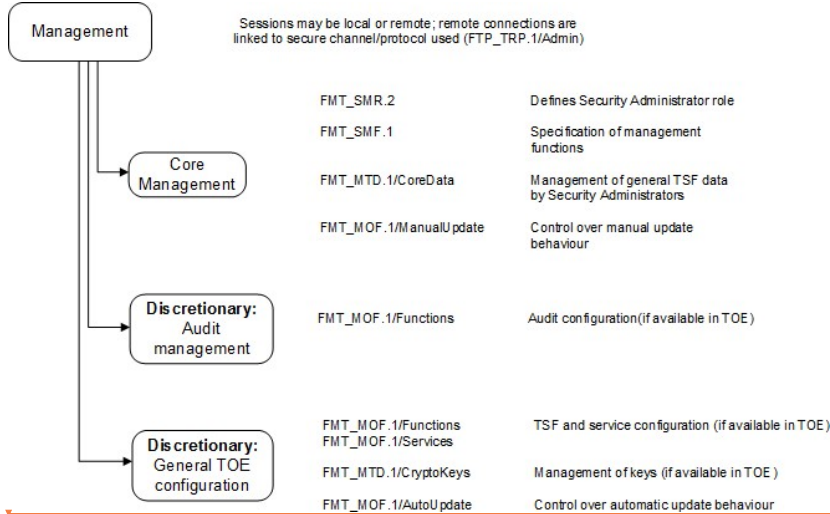 Management
Sessions may be local or remote; remote connections are
linked to secure channel/protocol used (FTP_TRP.1/Admin)
FMT_SMR.2 Defines Security Administrator role
FMT_SMF.1 Specification of management
functions
Core
Management
FMT_MTD.1/CoreData Management of general TSF data
by Security Administrators
FMT_MOF.1/ManualUpdate Control over manual update
behaviour
Discretionary:
Audit
management
FMT_MOF.1/Functions Audit configuration(if available in TOE)
Discretionary:
General TOE
configuration
FMT_MOF.1/Functions TSF and service configuration (if available in TOE)
FMT_MOF.1/Services
FMT_MTD.1/CryptoKeys Management of keys (if available in TOE )
FMT_MOF.1/AutoUpdate Control over automatic update behaviour